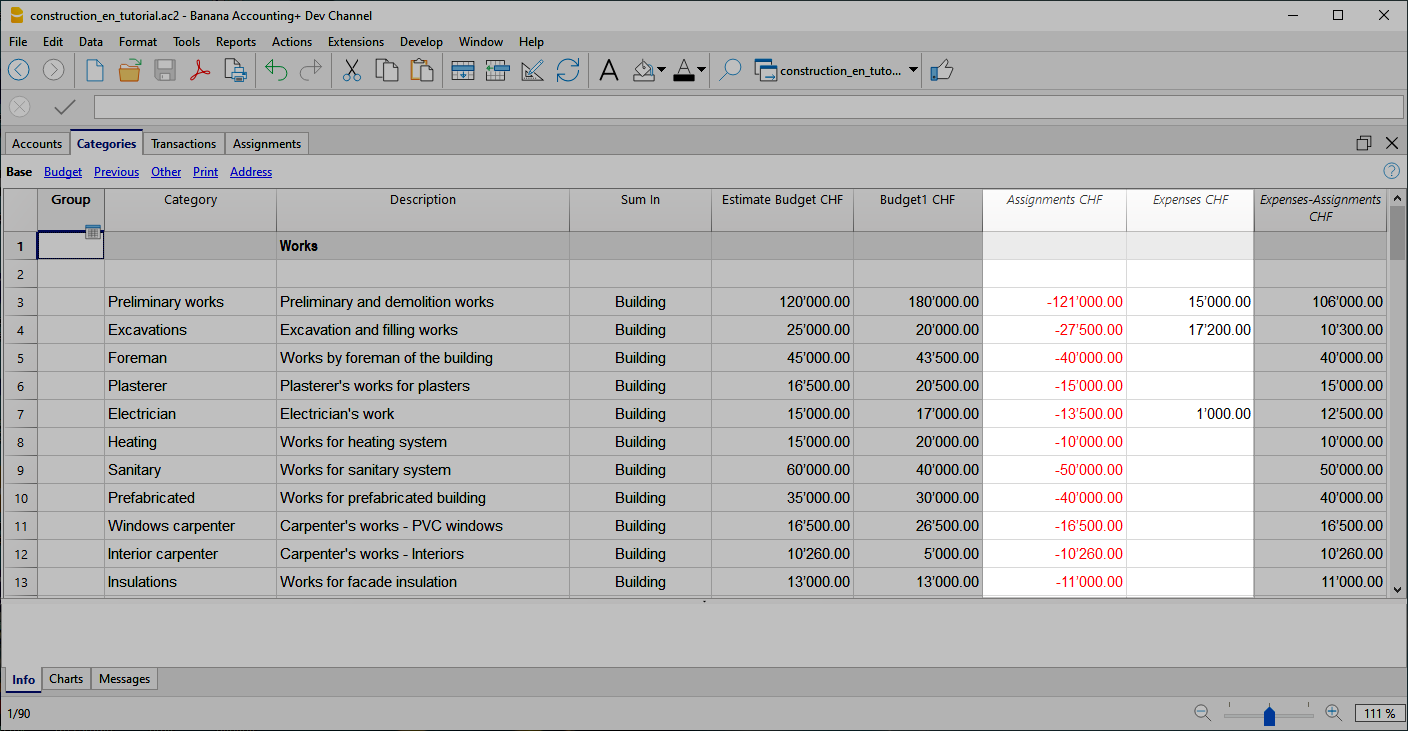 construction_en_tutorial.ac2 - Banana Accounting+ Dev Channel
File Edit Data Format Tools Reports Actions Extensions Develop Window Help
construction_en_tuto...
Accounts Categories Transactions Assignments
Base Budget Previous Other Print Address
Group Category Description Sum In Estimate Budget CHF Budget1 CHF Assignments CHF Expenses CHF Expenses-Assignments CHF
1 Works
2
3 Preliminary works Preliminary and demolition works Building 120'000.00 180'000.00 -121'000.00 15'000.00 106'000.00
4 Excavations Excavation and filling works Building 25'000.00 20'000.00 -27'500.00 17'200.00 10'300.00
5 Foreman Works by foreman of the building Building 45'000.00 43'500.00 -40'000.00 40'000.00
6 Plasterer Plasterer's works for plasters Building 16'500.00 20'500.00 -15'000.00 15'000.00
7 Electrician Electrician's work Building 15'000.00 17'000.00 -13'500.00 1'000.00 12'500.00
8 Heating Works for heating system Building 15'000.00 20'000.00 -10'000.00 10'000.00
9 Sanitary Works for sanitary system Building 60'000.00 40'000.00 -50'000.00 50'000.00
10 Prefabricated Works for prefabricated building Building 35'000.00 30'000.00 -40'000.00 40'000.00
11 Windows carpenter Carpenter's works - PVC windows Building 16'500.00 26'500.00 -16'500.00 16'500.00
12 Interior carpenter Carpenter's works - Interiors Building 10'260.00 5'000.00 -10'260.00 10'260.00
13 Insulations Works for facade insulation Building 13'000.00 13'000.00 -11'000.00 11'000.00
Info Charts Messages
1/90 111 %